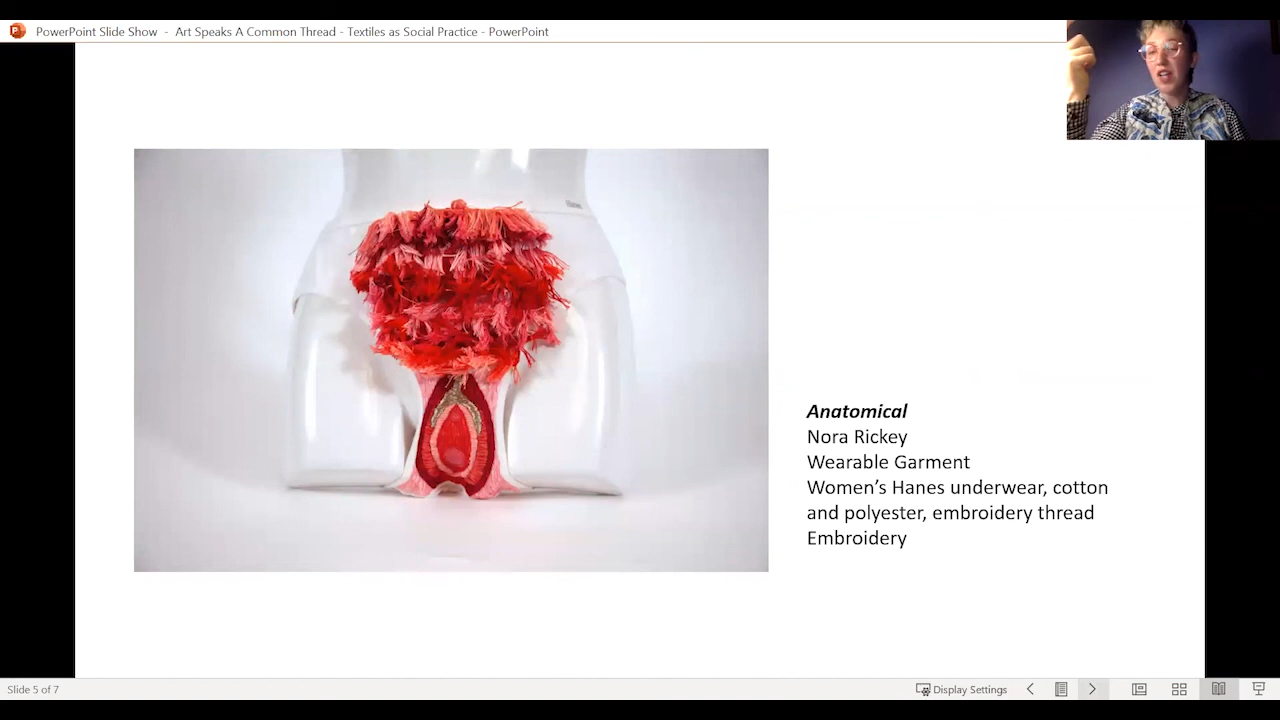 PowerPoint Slide Show - Art Speaks A Common Thread - Textiles as Social Practice - PowerPoint
Anatomical
Nora Rickey
Wearable Garment
Women’s Hanes underwear, cotton
and polyester, embroidery thread
Embroidery
Slide 5 of 7
Display Settings